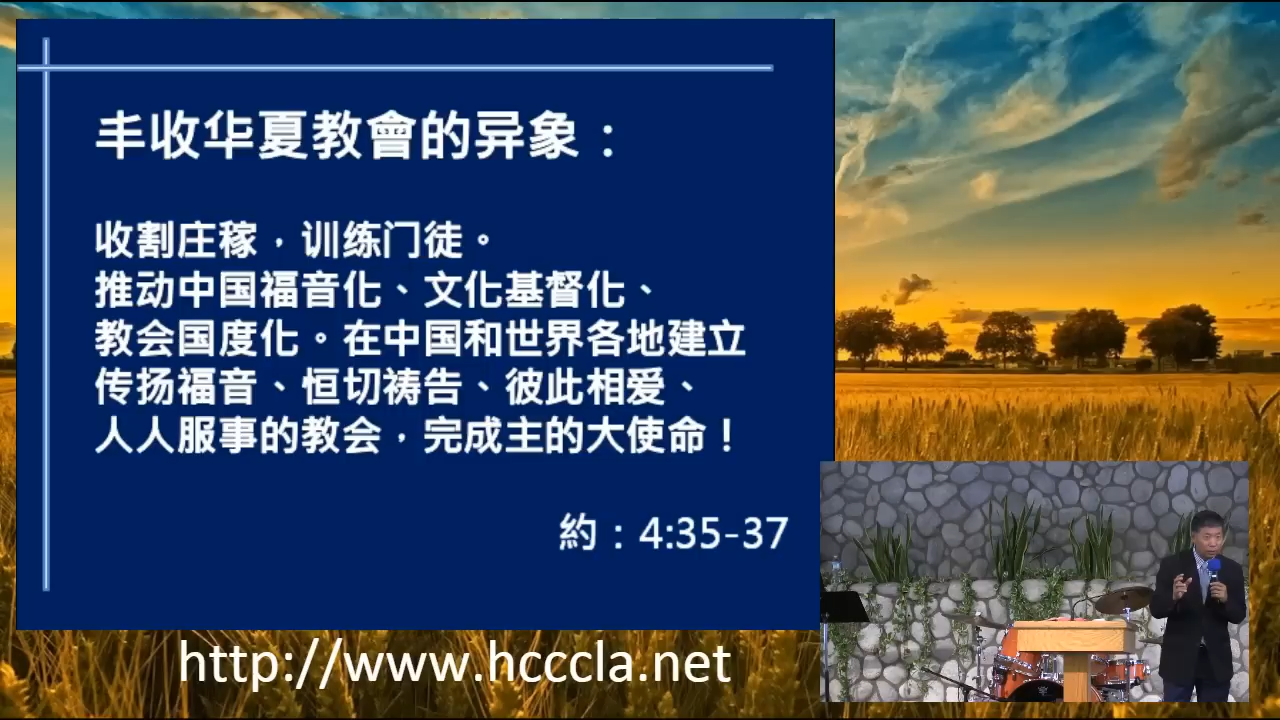 丰收华夏教會的异象：
收割庄稼，训练门徒。
推动中国福音化、文化基督化、
教会国度化。在中国和世界各地建立
传扬福音、恒切祷告、彼此相爱、
人人服事的教会，完成主的大使命！
約：4:35-37
http://www.hcccla.net